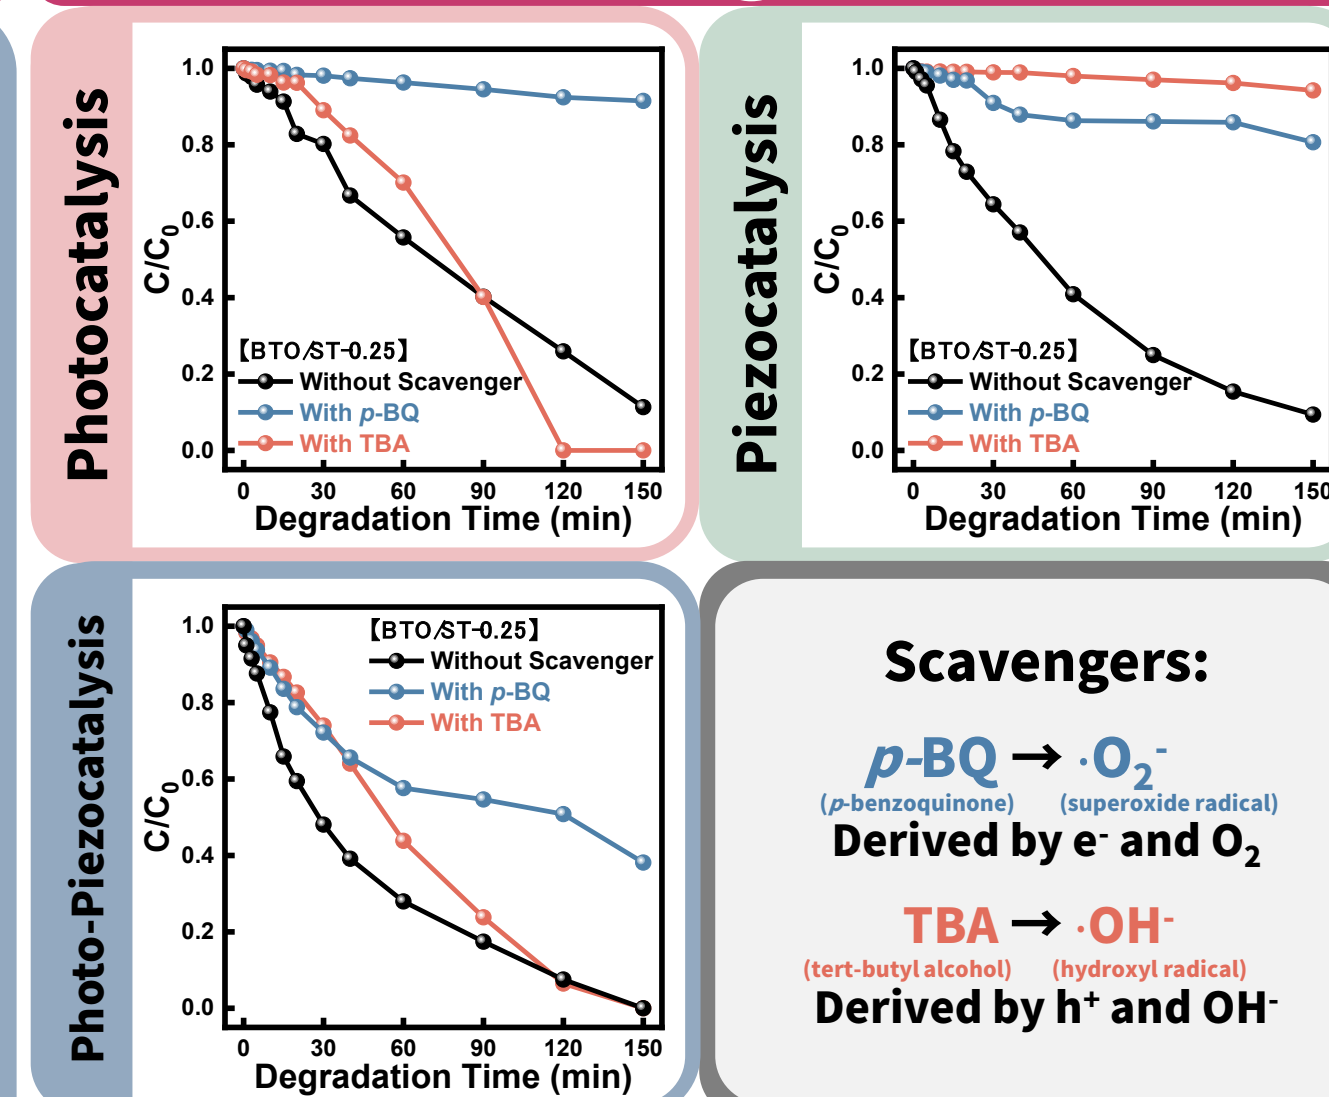 Photocatalysis
C/C0
1.0
0.8
0.6
0.4
0.2
0.0
【BTO/ST-0.25】
Without Scavenger
With p-BQ
With TBA
0 30 60 90 120 150
Degradation Time (min)
Piezocatalysis
C/C0
1.0
0.8
0.6
0.4
0.2
0.0
【BTO/ST-0.25】
Without Scavenger
With p-BQ
With TBA
0 30 60 90 120 150
Degradation Time (min)
Photo-Piezocatalysis
C/C0
1.0
0.8
0.6
0.4
0.2
0.0
【BTO/ST-0.25】
Without Scavenger
With p-BQ
With TBA
0 30 60 90 120 150
Degradation Time (min)
Scavengers:
p-BQ → ·O2-
(p-benzoquinone) (superoxide radical)
Derived by e- and O2
TBA → ·OH-
(tert-butyl alcohol) (hydroxyl radical)
Derived by h+ and OH-